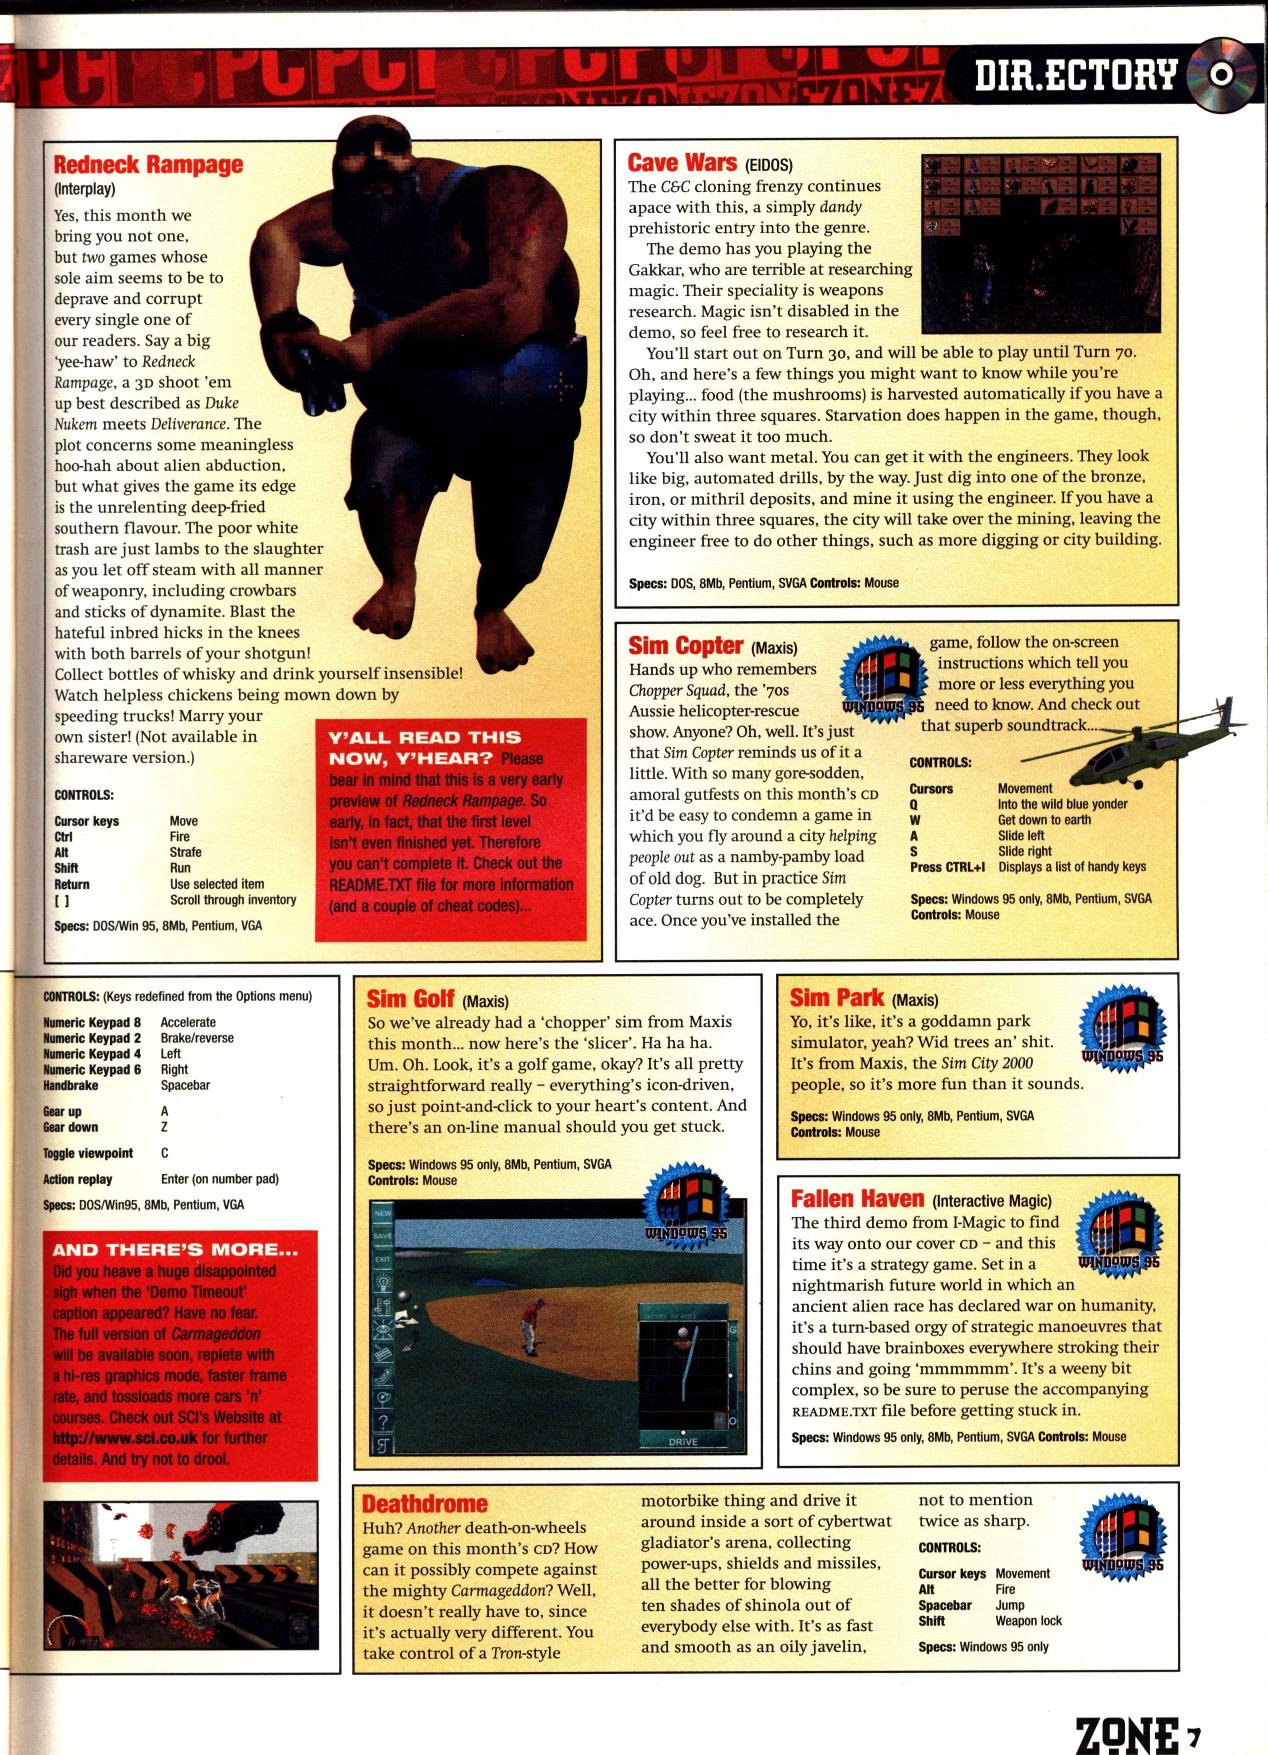 DIR.ECTORY
Redneck Rampage
(Interplay)
Yes, this month we
bring you not one,
but two games whose
sole aim seems to be to
deprave and corrupt
every single one of
our readers. Say a big
‘yee-haw’ to Redneck
Rampage, a 3D shoot ’em
up best described as Duke
Nukem meets Deliverance. The
plot concerns some meaningless
hoo-hah about alien abduction,
but what gives the game its edge
is the unrelenting deep-fried
southern flavour. The poor white
trash are just lambs to the slaughter
as you let off steam with all manner
of weaponry, including crowbars
and sticks of dynamite. Blast the
hateful inbred hicks in the knees
with both barrels of your shotgun!
Collect bottles of whisky and drink yourself insensible!
Watch helpless chickens being mown down by
speeding trucks! Marry your
own sister! (Not available in
shareware version.)
CONTROLS:
Cursor keys Move
Ctrl Fire
Alt Strafe
Shift Run
Return Use selected item
[ ] Scroll through inventory
Specs: DOS/Win 95, 8Mb, Pentium, VGA
Y'ALL READ THIS
NOW, Y'HEAR? Please
bear in mind that this is a very early
preview of Redneck Rampage. So
early, in fact, that the first level
isn't even finished yet. Therefore
you can't complete it. Check out the
README.TXT file for more information
(and a couple of cheat codes)...
Cave Wars (EIDOS)
The C&C cloning frenzy continues
apace with this, a simply dandy
prehistoric entry into the genre.
The demo has you playing the
Gakkar, who are terrible at researching
magic. Their speciality is weapons
research. Magic isn't disabled in the
demo, so feel free to research it.
You'll start out on Turn 30, and will be able to play until Turn 70.
Oh, and here's a few things you might want to know while you're
playing... food (the mushrooms) is harvested automatically if you have a
city within three squares. Starvation does happen in the game, though,
so don't sweat it too much.
You'll also want metal. You can get it with the engineers. They look
like big, automated drills, by the way. Just dig into one of the bronze,
iron, or mithril deposits, and mine it using the engineer. If you have a
city within three squares, the city will take over the mining, leaving the
engineer free to do other things, such as more digging or city building.
Specs: DOS, 8Mb, Pentium, SVGA Controls: Mouse
Sim Copter (Maxis)
Hands up who remembers
Chopper Squad, the '70s
Aussie helicopter-rescue
show. Anyone? Oh, well. It's just
that Sim Copter reminds us of it a
little. With so many gore-sodden,
amoral gutfests on this month's CD
it'd be easy to condemn a game in
which you fly around a city helping
people out as a namby-pamby load
of old dog. But in practice Sim
Copter turns out to be completely
ace. Once you've installed the
WINDOWS 95
game, follow the on-screen
instructions which tell you
more or less everything you
need to know. And check out
that superb soundtrack....
CONTROLS:
Cursors Movement
Q Into the wild blue yonder
W Get down to earth
A Slide left
S Slide right
Press CTRL+I Displays a list of handy keys
Specs: Windows 95 only, 8Mb, Pentium, SVGA
Controls: Mouse
CONTROLS: (Keys redefined from the Options menu)
Numeric Keypad 8 Accelerate
Numeric Keypad 2 Brake/reverse
Numeric Keypad 4 Left
Numeric Keypad 6 Right
Handbrake Spacebar
Gear up A
Gear down Z
Toggle viewpoint C
Action replay Enter (on number pad)
Specs: DOS/Win95, 8Mb, Pentium, VGA
AND THERE'S MORE...
Did you heave a huge disappointed
sigh when the 'Demo Timeout'
caption appeared? Have no fear.
The full version of Carmageddon
will be available soon, replete with
a hi-res graphics mode, faster frame
rate, and tossloads more cars 'n'
courses. Check out SCI's Website at
http://www.sci.co.uk for further
details. And try not to drool.
Sim Golf (Maxis)
So we've already had a ‘chopper’ sim from Maxis
this month... now here's the ‘slicer’. Ha ha ha.
Um. Oh. Look, it's a golf game, okay? It's all pretty
straightforward really – everything's icon-driven,
so just point-and-click to your heart's content. And
there's an on-line manual should you get stuck.
Specs: Windows 95 only, 8Mb, Pentium, SVGA
Controls: Mouse
WINDOWS 95
NEW
SAVE
EXIT
?
DRIVE
Sim Park (Maxis)
Yo, it's like, it's a goddamn park
simulator, yeah? Wid trees an' shit.
It's from Maxis, the Sim City 2000
people, so it's more fun than it sounds.
Specs: Windows 95 only, 8Mb, Pentium, SVGA
Controls: Mouse
WINDOWS 95
Fallen Haven (Interactive Magic)
The third demo from I-Magic to find
its way onto our cover CD – and this
time it's a strategy game. Set in a
nightmarish future world in which an
ancient alien race has declared war on humanity,
it's a turn-based orgy of strategic manoeuvres that
should have brainboxes everywhere stroking their
chins and going ‘mmmmmm’. It's a weeny bit
complex, so be sure to peruse the accompanying
README.TXT file before getting stuck in.
Specs: Windows 95 only, 8Mb, Pentium, SVGA Controls: Mouse
WINDOWS 95
Deathdrome
Huh? Another death-on-wheels
game on this month's CD? How
can it possibly compete against
the mighty Carmageddon? Well,
it doesn't really have to, since
it's actually very different. You
take control of a Tron-style
motorbike thing and drive it
around inside a sort of cybertwat
gladiator's arena, collecting
power-ups, shields and missiles,
all the better for blowing
ten shades of shinola out of
everybody else with. It's as fast
and smooth as an oily javelin,
not to mention
twice as sharp.
CONTROLS:
Cursor keys Movement
Alt Fire
Spacebar Jump
Shift Weapon lock
Specs: Windows 95 only
WINDOWS 95
ZONE 7